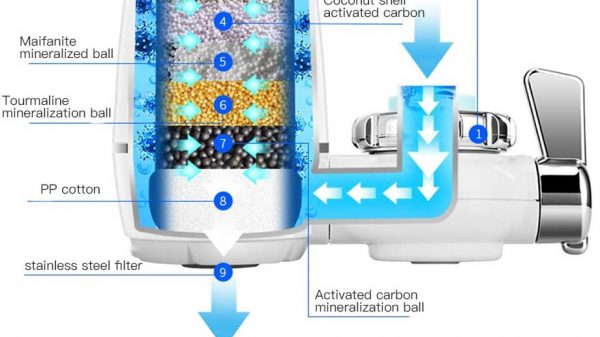 Coconut shell
activated carbon
4
Maifanite
mineralized ball
5
Tourmaline
mineralization ball
6
1
7
PP cotton
8
stainless steel filter
9
Activated carbon
mineralization ball